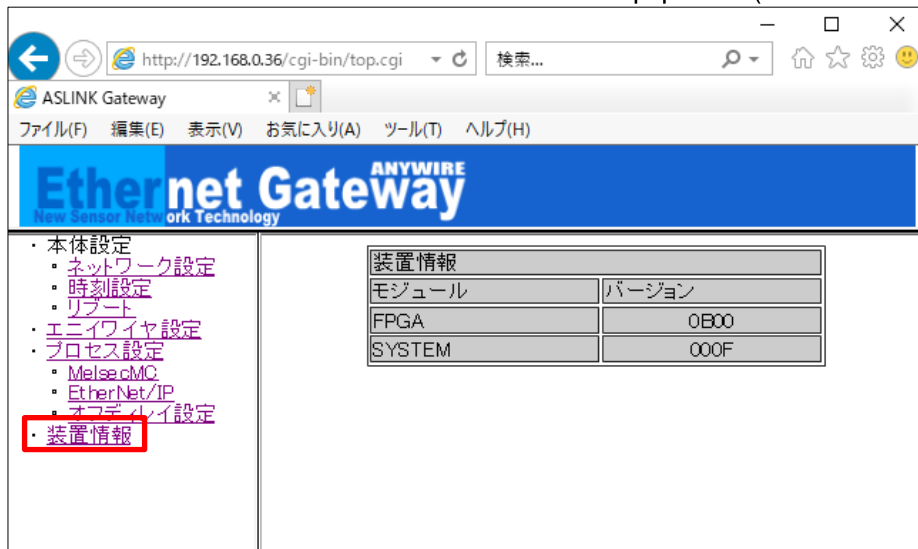 http://192.168.0.36/cgi-bin/top.cgi
検索...
ASLINK Gateway
ファイル(F) 編集(E) 表示(V) お気に入り(A) ツール(T) ヘルプ(H)
Ethernet Gateway
ANYWIRE
New Sensor Network Technology
・本体設定
▪ ネットワーク設定
▪ 時刻設定
▪ リブート
・エニイワイヤ設定
・プロセス設定
▪ MelsecMC
▪ EtherNet/IP
▪ オフディレイ設定
・装置情報
装置情報
モジュール バージョン
FPGA 0B00
SYSTEM 000F